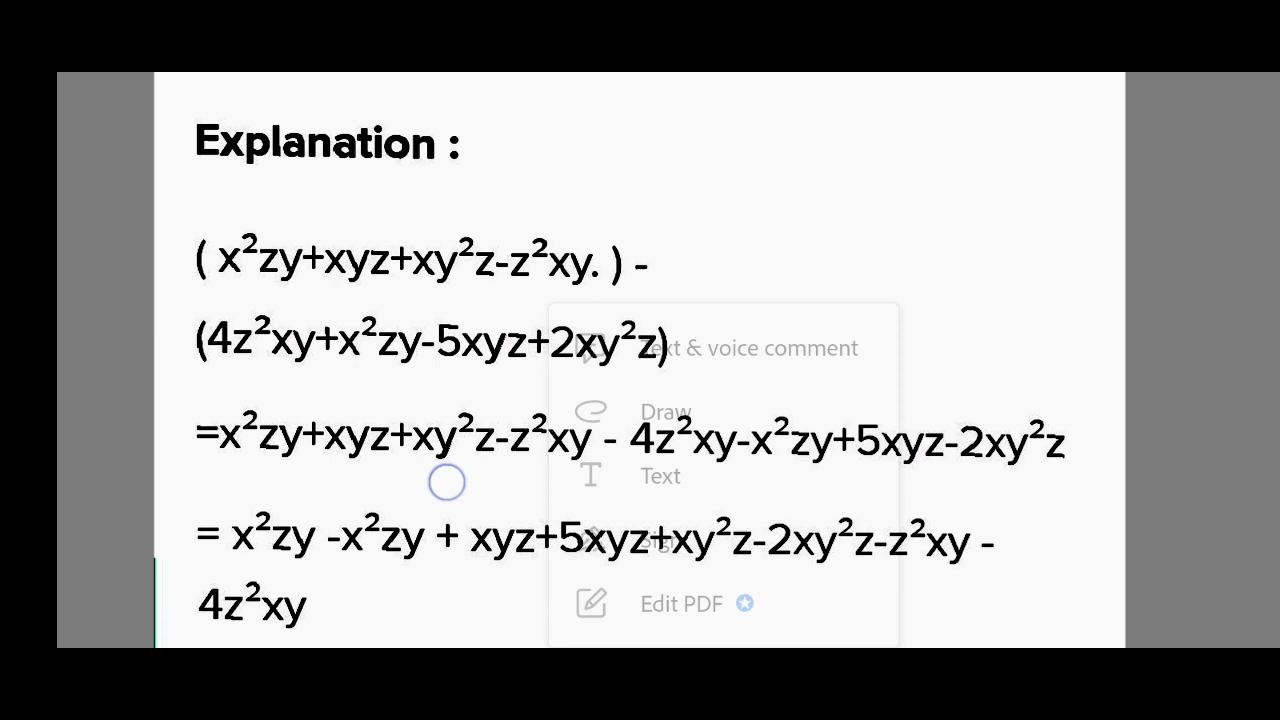 Explanation :
( x²zy+xyz+xy²z-z²xy. ) -
(4z²xy+x²zy-5xyz+2xy²z)
Text & voice comment
Draw
=x²zy+xyz+xy²z-z²xy - 4z²xy-x²zy+5xyz-2xy²z
Text
= x²zy -x²zy + xyz+5xyz+xy²z-2xy²z-z²xy -
4z²xy
Edit PDF